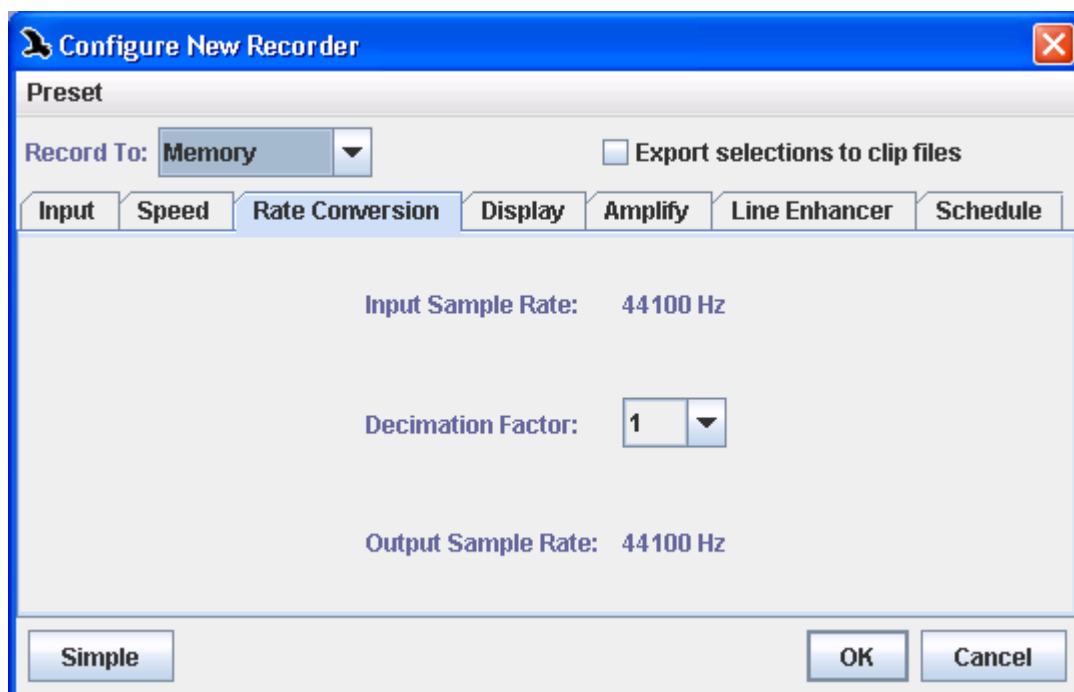 Configure New Recorder
Preset
Record To: Memory Export selections to clip files
Input Speed Rate Conversion Display Amplify Line Enhancer Schedule
Input Sample Rate: 44100 Hz
Decimation Factor: 1
Output Sample Rate: 44100 Hz
Simple OK Cancel